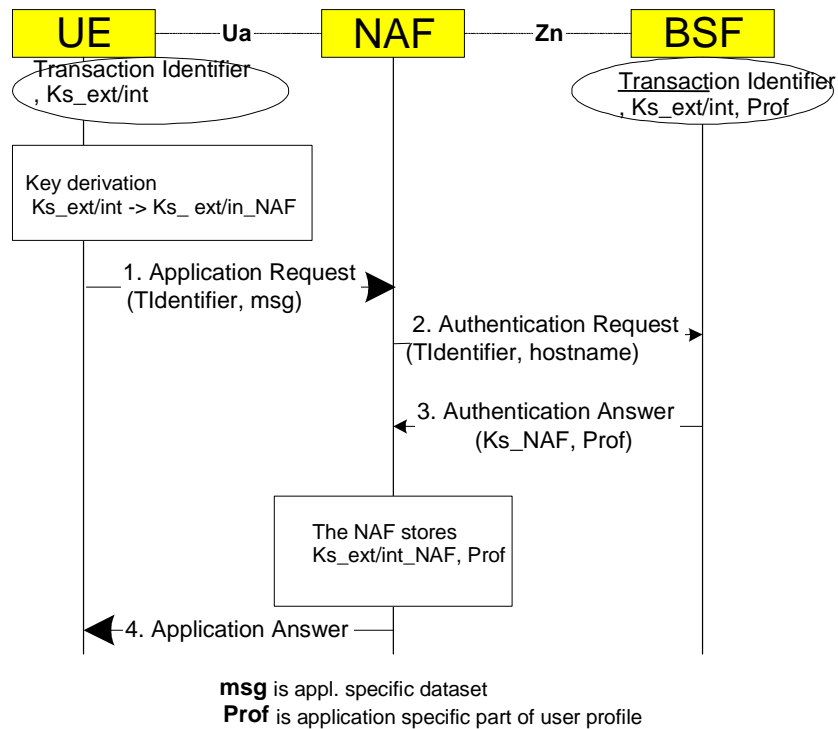 UE Ua NAF Zn BSF
Transaction Identifier
, Ks_ext/int
Transaction Identifier
, Ks_ext/int, Prof
Key derivation
Ks_ext/int -> Ks_ ext/in_NAF
1. Application Request
(TIdentifier, msg)
2. Authentication Request
(TIdentifier, hostname)
3. Authentication Answer
(Ks_NAF, Prof)
The NAF stores
Ks_ext/int_NAF, Prof
4. Application Answer
msg is appl. specific dataset
Prof is application specific part of user profile